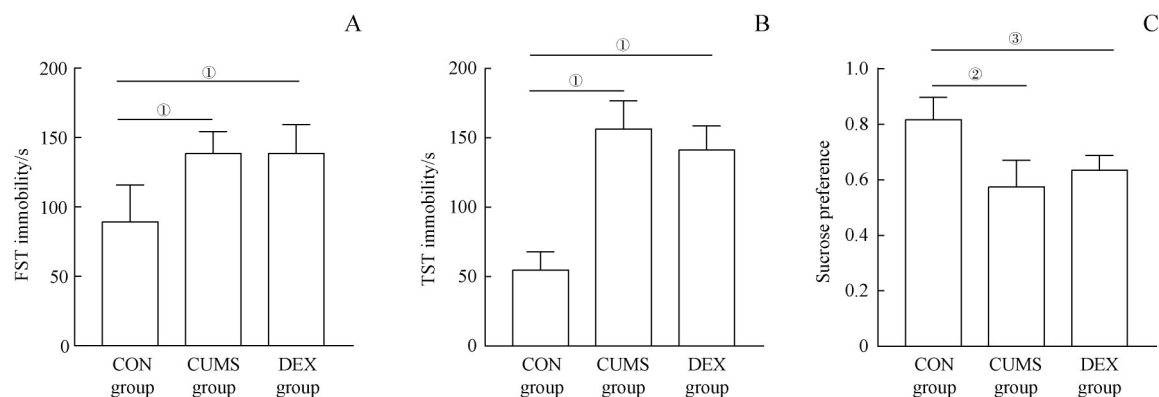 A
FST immobility/s
200
150
100
50
0
①
①
CON group
CUMS group
DEX group
B
TST immobility/s
200
150
100
50
0
①
①
CON group
CUMS group
DEX group
C
Sucrose preference
1.0
0.8
0.6
0.4
0.2
0
③
②
CON group
CUMS group
DEX group